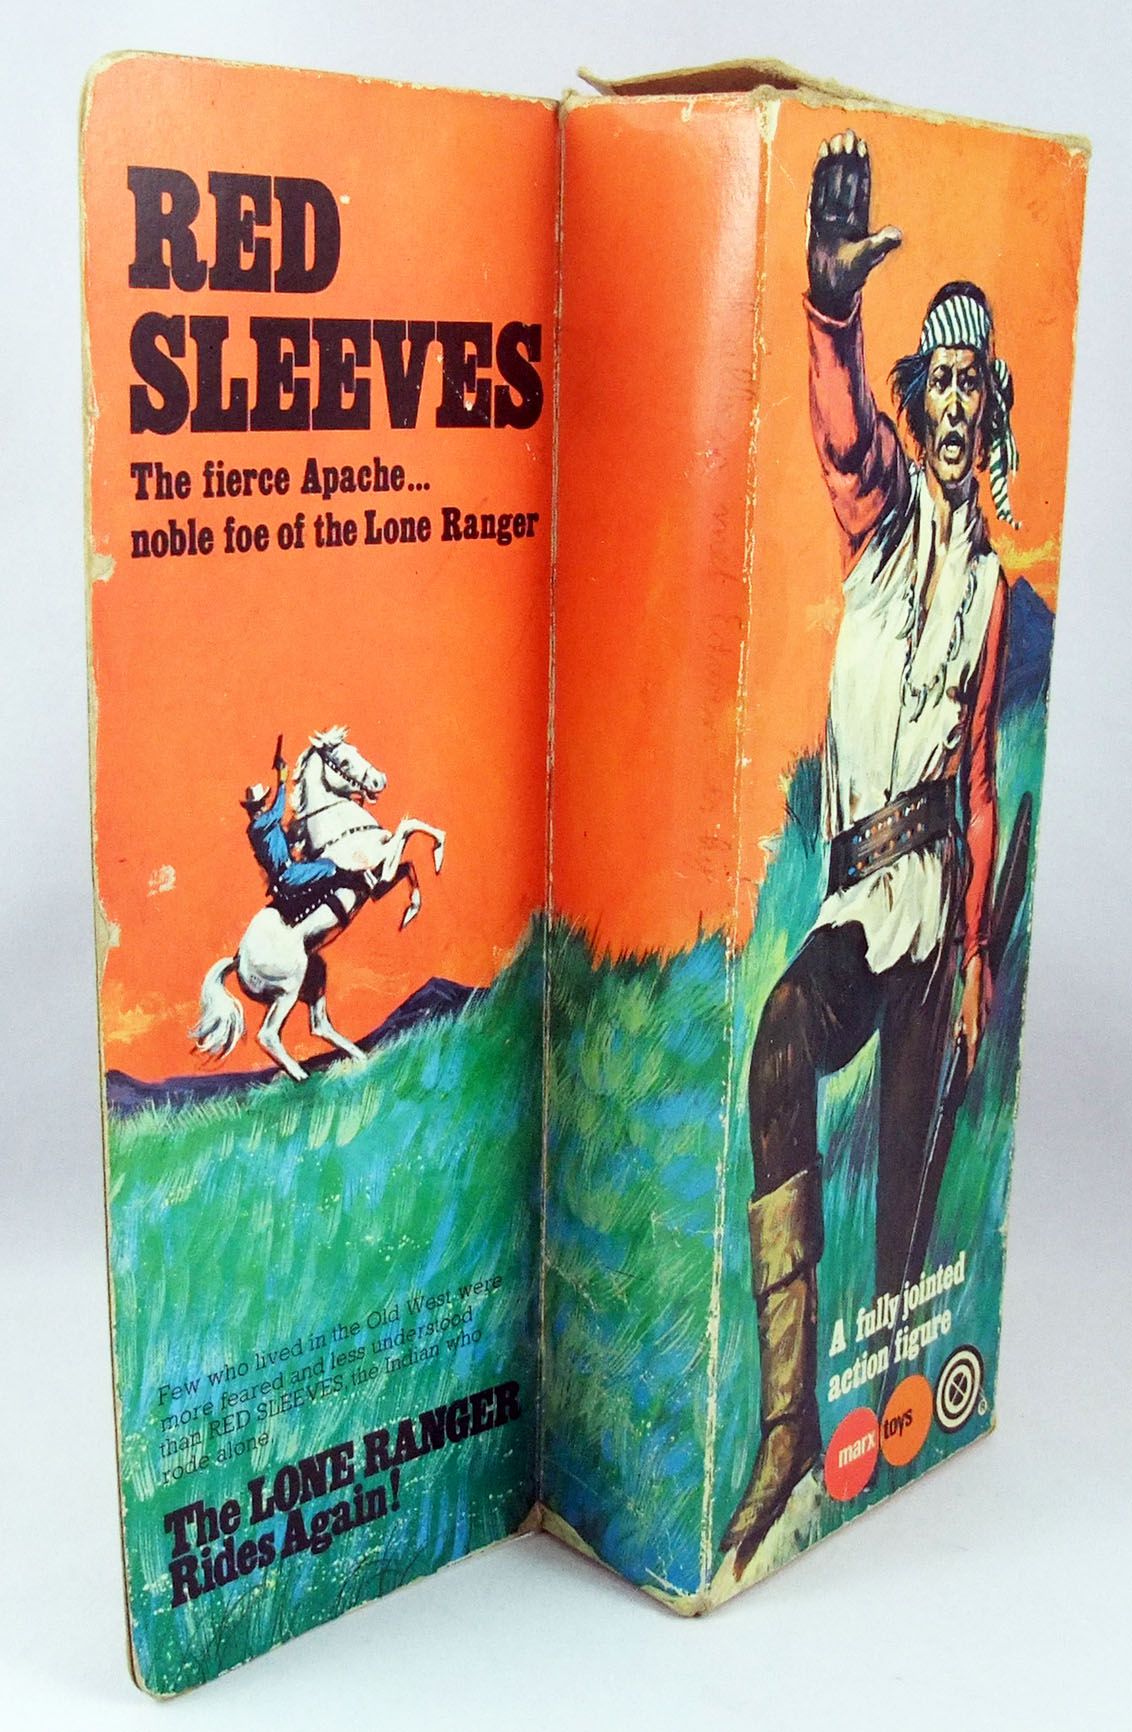 RED
SLEEVES
The fierce Apache...
noble foe of the Lone Ranger
Few who lived in the Old West were
more feared and less understood
than RED SLEEVES, the Indian who
rode alone.
The LONE RANGER
Rides Again!
A fully jointed
action figure
marx toys
®